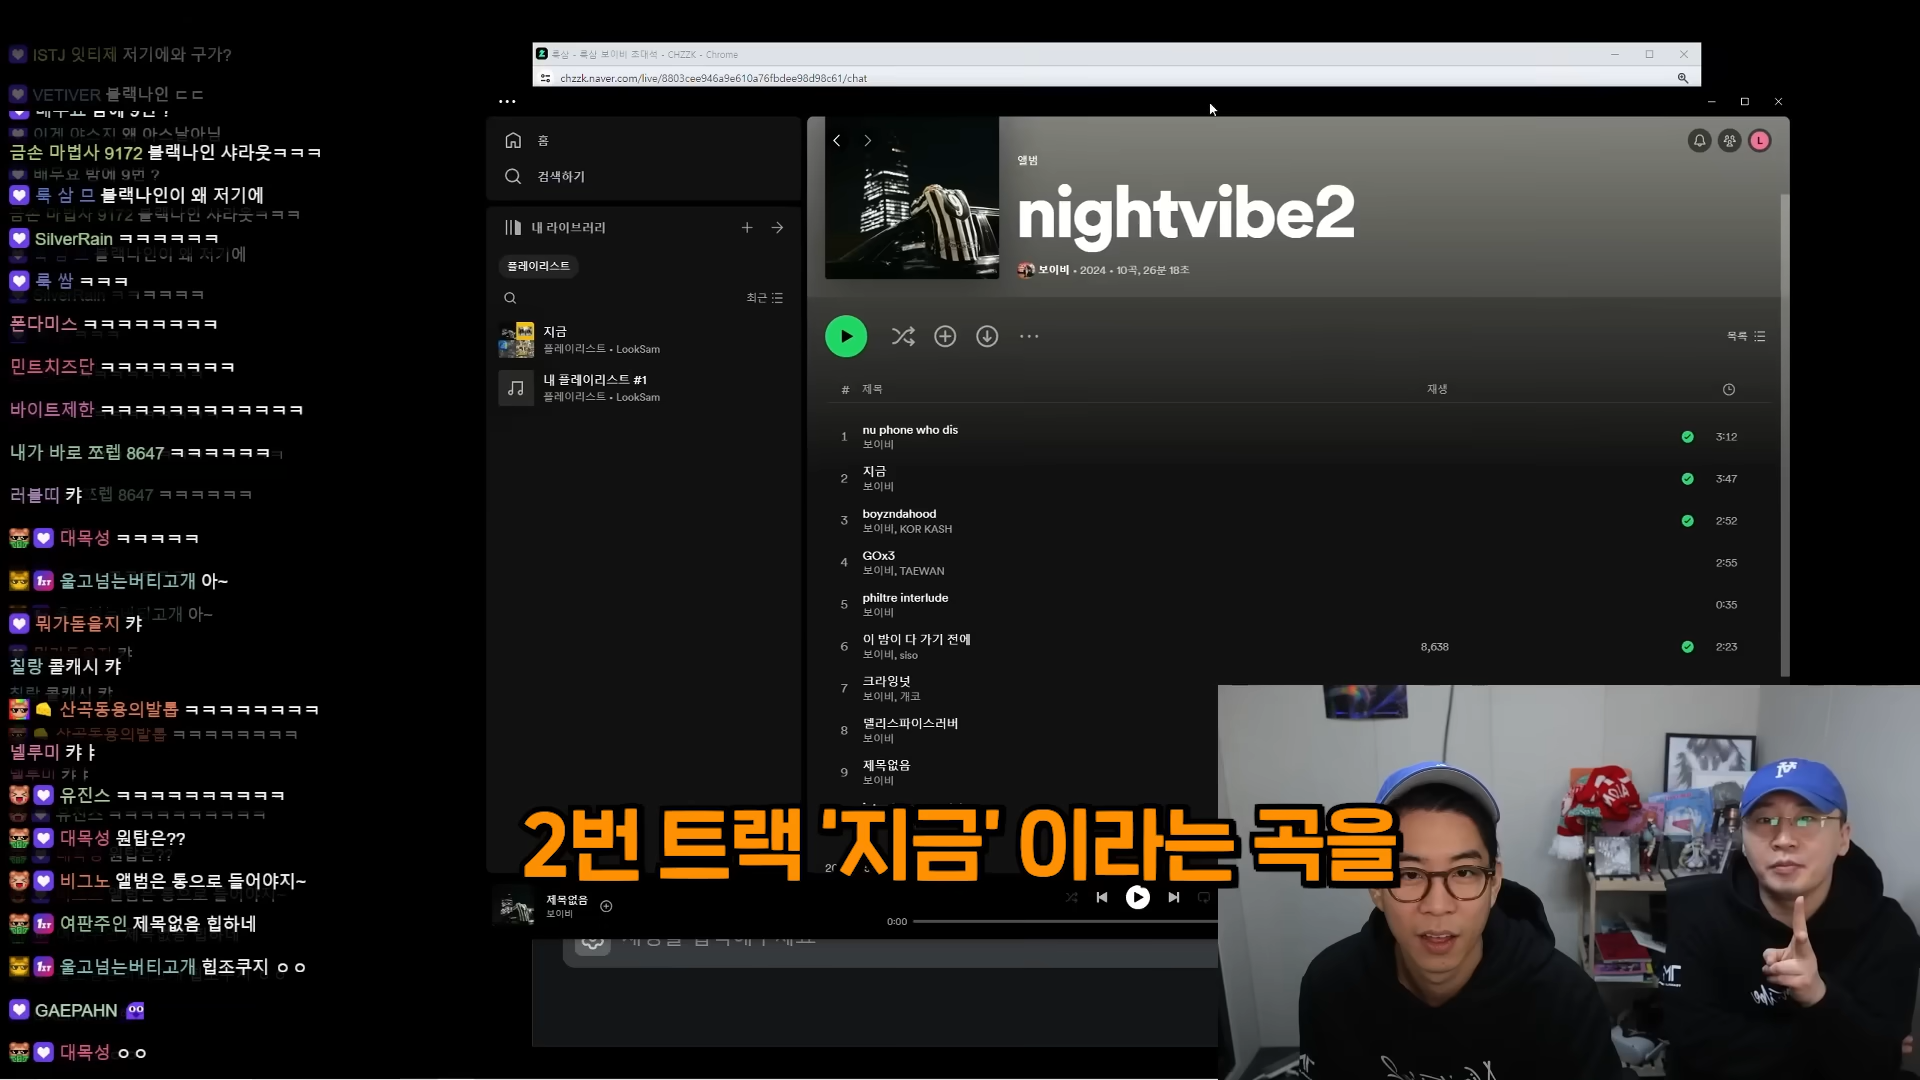 ISTJ 잇티제 저기에와 구가?
VETIVER 블랙나인 ㄷㄷ
금손 마법사 9172 블랙나인 샤라웃ㅋㅋㅋ
룩 삼 므 블랙나인이 왜 저기에
SilverRain ㅋㅋㅋㅋㅋㅋ
룩 쌈 ㅋㅋㅋ
폰다미스 ㅋㅋㅋㅋㅋㅋㅋㅋ
민트치즈단 ㅋㅋㅋㅋㅋㅋㅋㅋ
바이트제한 ㅋㅋㅋㅋㅋㅋㅋㅋㅋㅋㅋㅋ
내가 바로 쪼렙 8647 ㅋㅋㅋㅋㅋㅋ
러블띠 캬
대목성 ㅋㅋㅋㅋㅋ
울고넘는버티고개 아~
뭐가돋을지 캬
칠랑 콜캐시 캬
산곡동용의발톱 ㅋㅋㅋㅋㅋㅋㅋㅋ
넬루미 캬ㅑ
유진스 ㅋㅋㅋㅋㅋㅋㅋㅋㅋㅋ
대목성 원탑은??
비그노 앨범은 통으로 들어야지~
여판주인 제목없음 힙하네
울고넘는버티고개 힙조쿠지 ㅇㅇ
GAEPAHN
대목성 ㅇㅇ
룩삼 - 룩삼 보이비 초대석 - CHZZK - Chrome
chzzk.naver.com/live/8803cee946a9e610a76fbdee98d98c61/chat
홈
검색하기
내 라이브러리
플레이리스트
최근
지금
플레이리스트 • LookSam
내 플레이리스트 #1
플레이리스트 • LookSam
앨범
nightvibe2
보이비 • 2024 • 10곡, 26분 18초
L
목록
# 제목 재생
1 nu phone who dis 3:12
보이비
2 지금 3:47
보이비
3 boyzndahood 2:52
보이비, KOR KASH
4 GOx3 2:55
보이비, TAEWAN
5 philtre interlude 0:35
보이비
6 이 밤이 다 가기 전에 8,638 2:23
보이비, siso
7 크라잉넛
보이비, 개코
8 델리스파이스러버
보이비
9 제목없음
보이비
2번 트랙 '지금' 이라는 곡을
제목없음
보이비
0:00